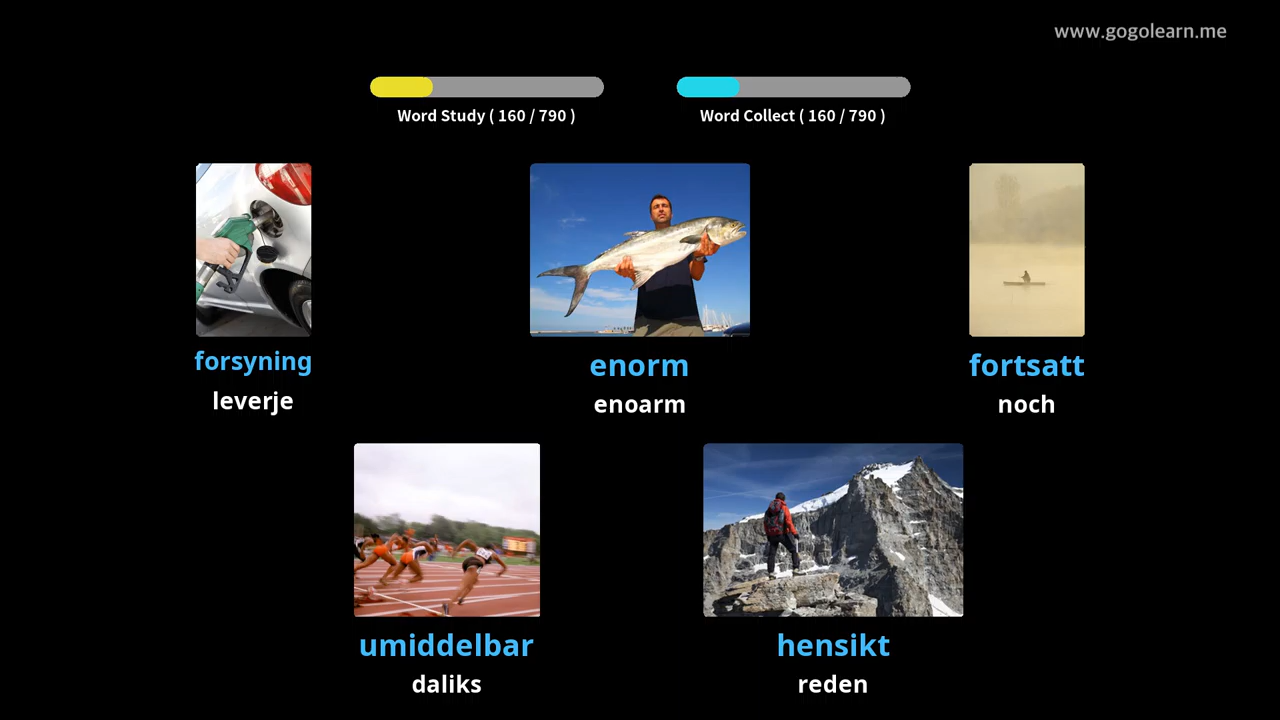 www.gogolearn.me
Word Study ( 160 / 790 )
Word Collect ( 160 / 790 )
forsyning
leverje
enorm
enoarm
fortsatt
noch
umiddelbar
daliks
hensikt
reden